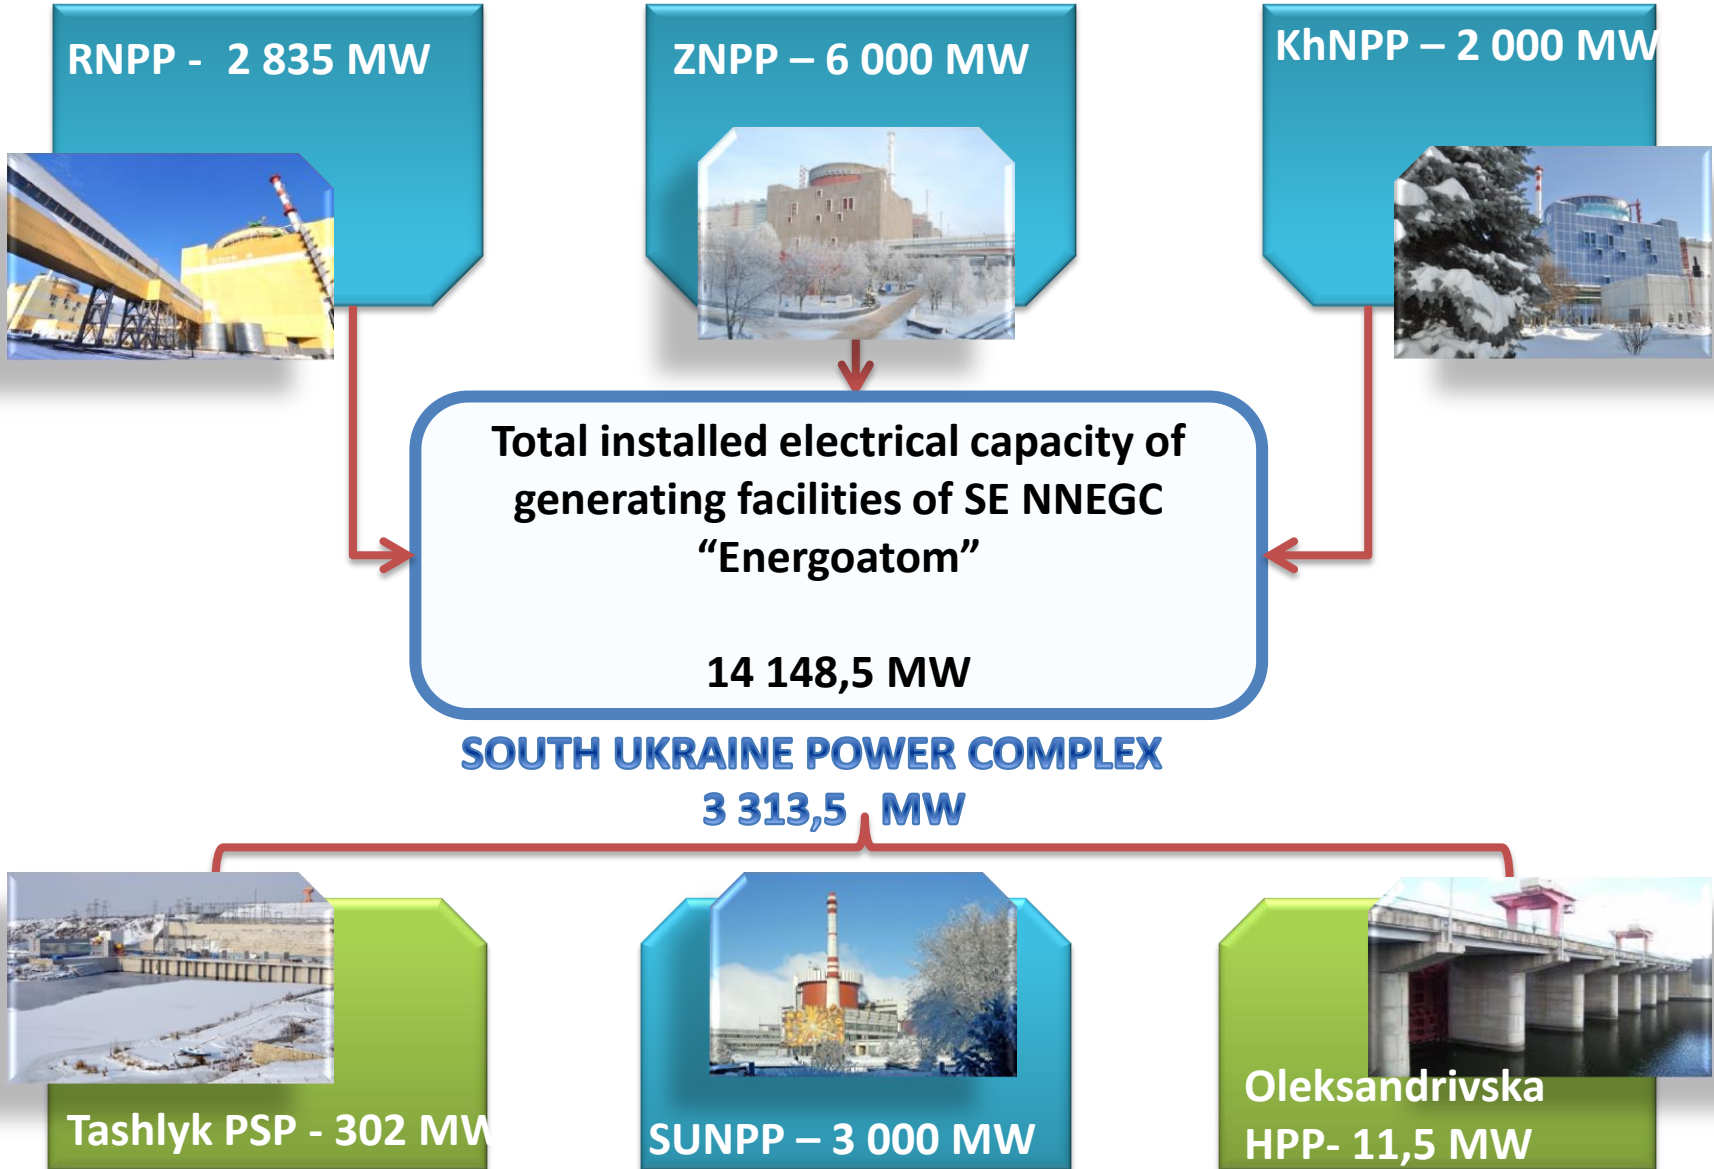 RNPP - 2 835 MW
ZNPP – 6 000 MW
KhNPP – 2 000 MW
Total installed electrical capacity of
generating facilities of SE NNEGC
“Energoatom”
14 148,5 MW
SOUTH UKRAINE POWER COMPLEX
3 313,5 MW
Tashlyk PSP - 302 MW
SUNPP – 3 000 MW
Oleksandrivska
HPP- 11,5 MW